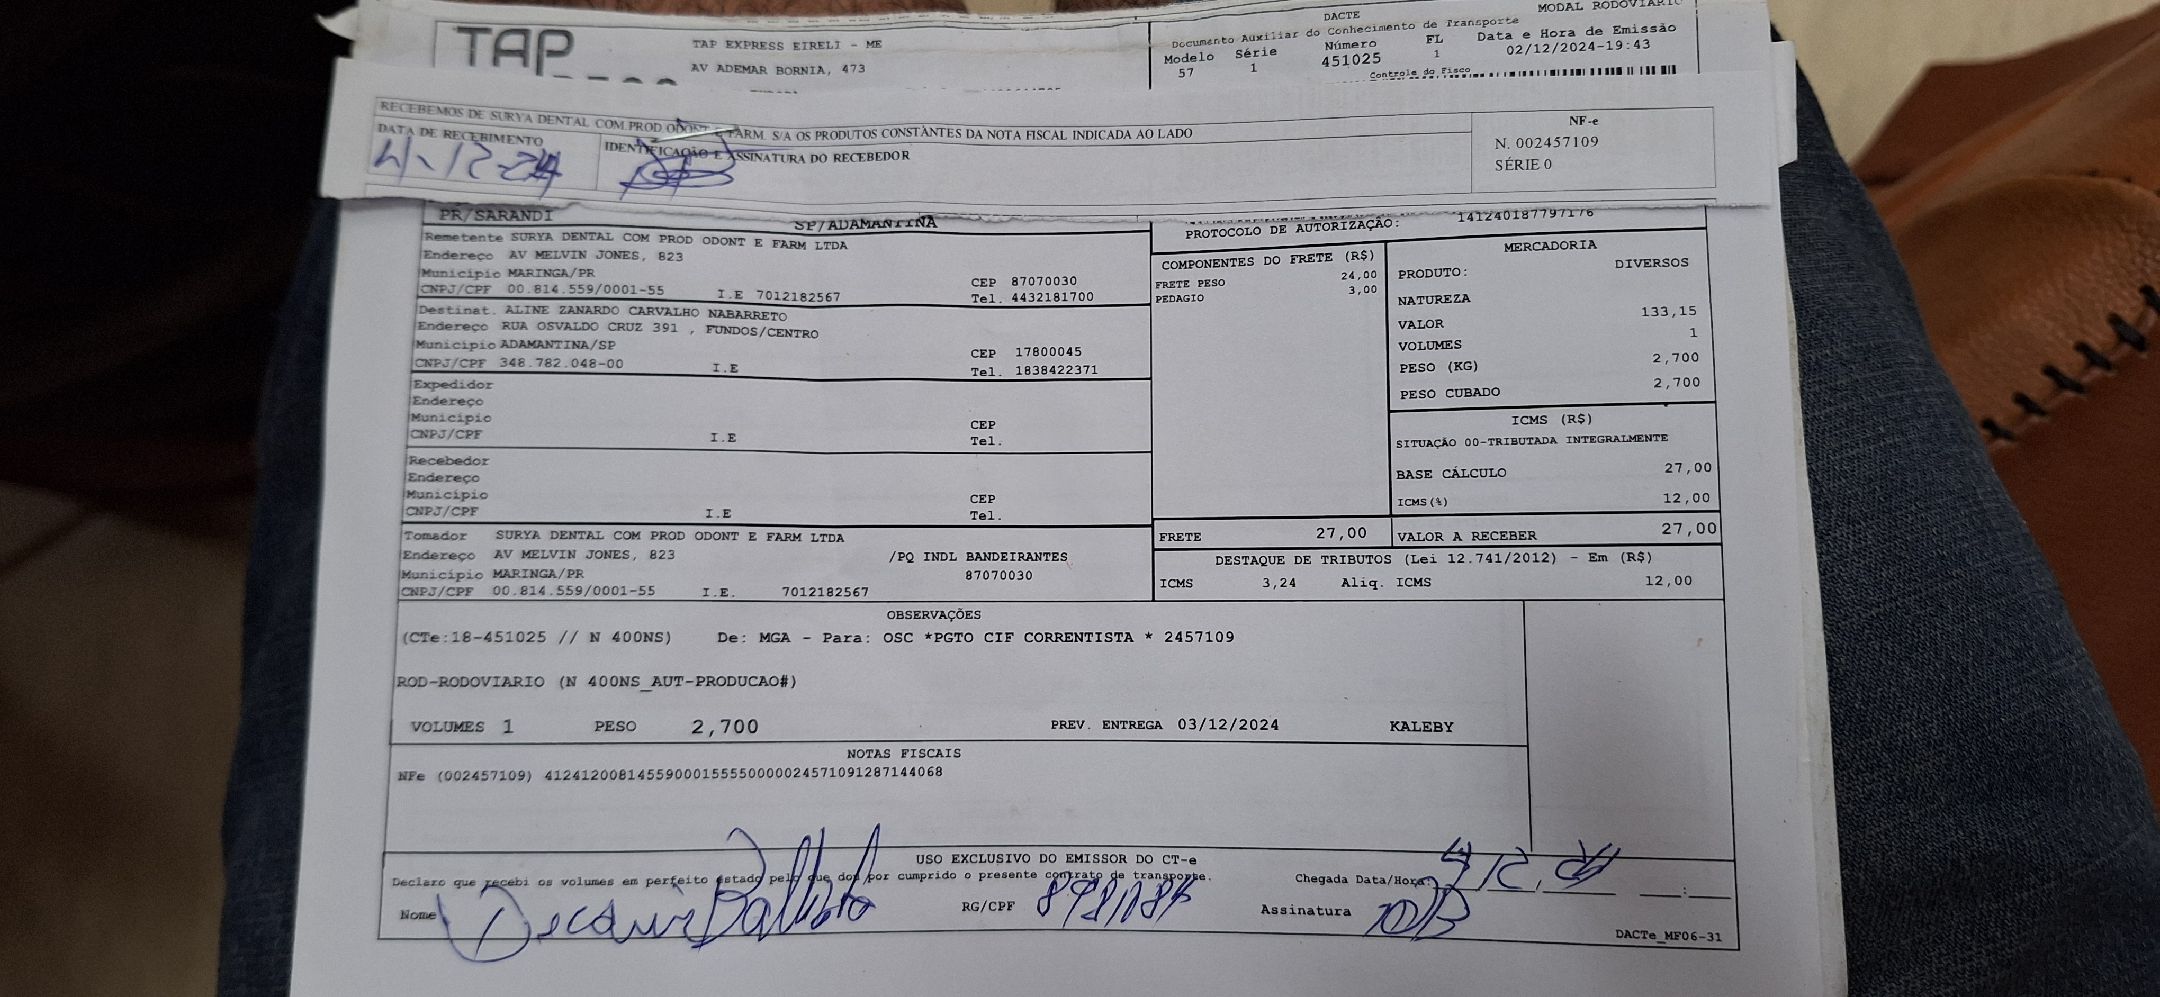 TAP
TAP EXPRESS EIRELI - ME
AV ADEMAR BORNIA, 473
DACTE
MODAL RODOVIARIO
Documento Auxiliar do Conhecimento de Transporte
Modelo Série Número FL Data e Hora de Emissão
57 1 451025 1 02/12/2024-19:43
Controle do Fisco
RECEBEMOS DE SURYA DENTAL COM.PROD ODONT E FARM. S/A OS PRODUTOS CONSTANTES DA NOTA FISCAL INDICADA AO LADO
DATA DE RECEBIMENTO
4-12-24
IDENTIFICAÇÃO E ASSINATURA DO RECEBEDOR
NF-e
N. 002457109
SÉRIE 0
PR/SARANDI SP/ADAMANTINA
PROTOCOLO DE AUTORIZAÇÃO: 141240187797176
Remetente SURYA DENTAL COM PROD ODONT E FARM LTDA
Endereço AV MELVIN JONES, 823
Municipio MARINGA/PR CEP 87070030
CNPJ/CPF 00.814.559/0001-55 I.E 7012182567 Tel. 4432181700
Destinat. ALINE ZANARDO CARVALHO NABARRETO
Endereço RUA OSVALDO CRUZ 391 , FUNDOS/CENTRO
Municipio ADAMANTINA/SP CEP 17800045
CNPJ/CPF 348.782.048-00 I.E Tel. 1838422371
Expedidor
Endereço
Municipio CEP
CNPJ/CPF I.E Tel.
Recebedor
Endereço
Municipio CEP
CNPJ/CPF I.E Tel.
Tomador SURYA DENTAL COM PROD ODONT E FARM LTDA
Endereço AV MELVIN JONES, 823 /PQ INDL BANDEIRANTES
Municipio MARINGA/PR 87070030
CNPJ/CPF 00.814.559/0001-55 I.E. 7012182567
COMPONENTES DO FRETE (R$)
FRETE PESO 24,00
PEDAGIO 3,00
MERCADORIA
PRODUTO: DIVERSOS
NATUREZA
VALOR 133,15
VOLUMES 1
PESO (KG) 2,700
PESO CUBADO 2,700
ICMS (R$)
SITUAÇÃO 00-TRIBUTADA INTEGRALMENTE
BASE CÁLCULO 27,00
ICMS(%) 12,00
FRETE 27,00 VALOR A RECEBER 27,00
DESTAQUE DE TRIBUTOS (Lei 12.741/2012) - Em (R$)
ICMS 3,24 Aliq. ICMS 12,00
OBSERVAÇÕES
(CTe:18-451025 // N 400NS) De: MGA - Para: OSC *PGTO CIF CORRENTISTA * 2457109
ROD-RODOVIARIO (N 400NS_AUT-PRODUCAO#)
VOLUMES 1 PESO 2,700 PREV. ENTREGA 03/12/2024 KALEBY
NOTAS FISCAIS
NFe (002457109) 41241200814559000155550000024571091287144068
USO EXCLUSIVO DO EMISSOR DO CT-e
Declaro que recebi os volumes em perfeito estado pelo que dou por cumprido o presente contrato de transporte.
Chegada Data/Hora: 4/12/24 __:__
Nome RG/CPF Assinatura
DACTe_MF06-31